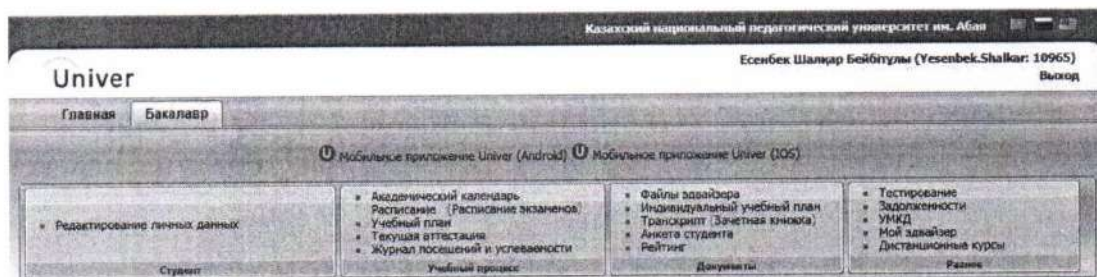 Казахский национальный педагогический университет им. Абая
Univer
Есенбек Шалқар Бейбітұлы (Yesenbek.Shalkar: 10965)
Выход
Главная Бакалавр
Мобильное приложение Univer (Android) Мобильное приложение Univer (IOS)
Редактирование личных данных
Студент
Академический календарь
Расписание (Расписание экзаменов)
Учебный план
Текущая аттестация
Журнал посещений и успеваемости
Учебный процесс
Файлы эдвайзера
Индивидуальный учебный план
Транскрипт (Зачетная книжка)
Анкета студента
Рейтинг
Документы
Тестирование
Задолженности
УМКД
Мой эдвайзер
Дистанционные курсы
Разное